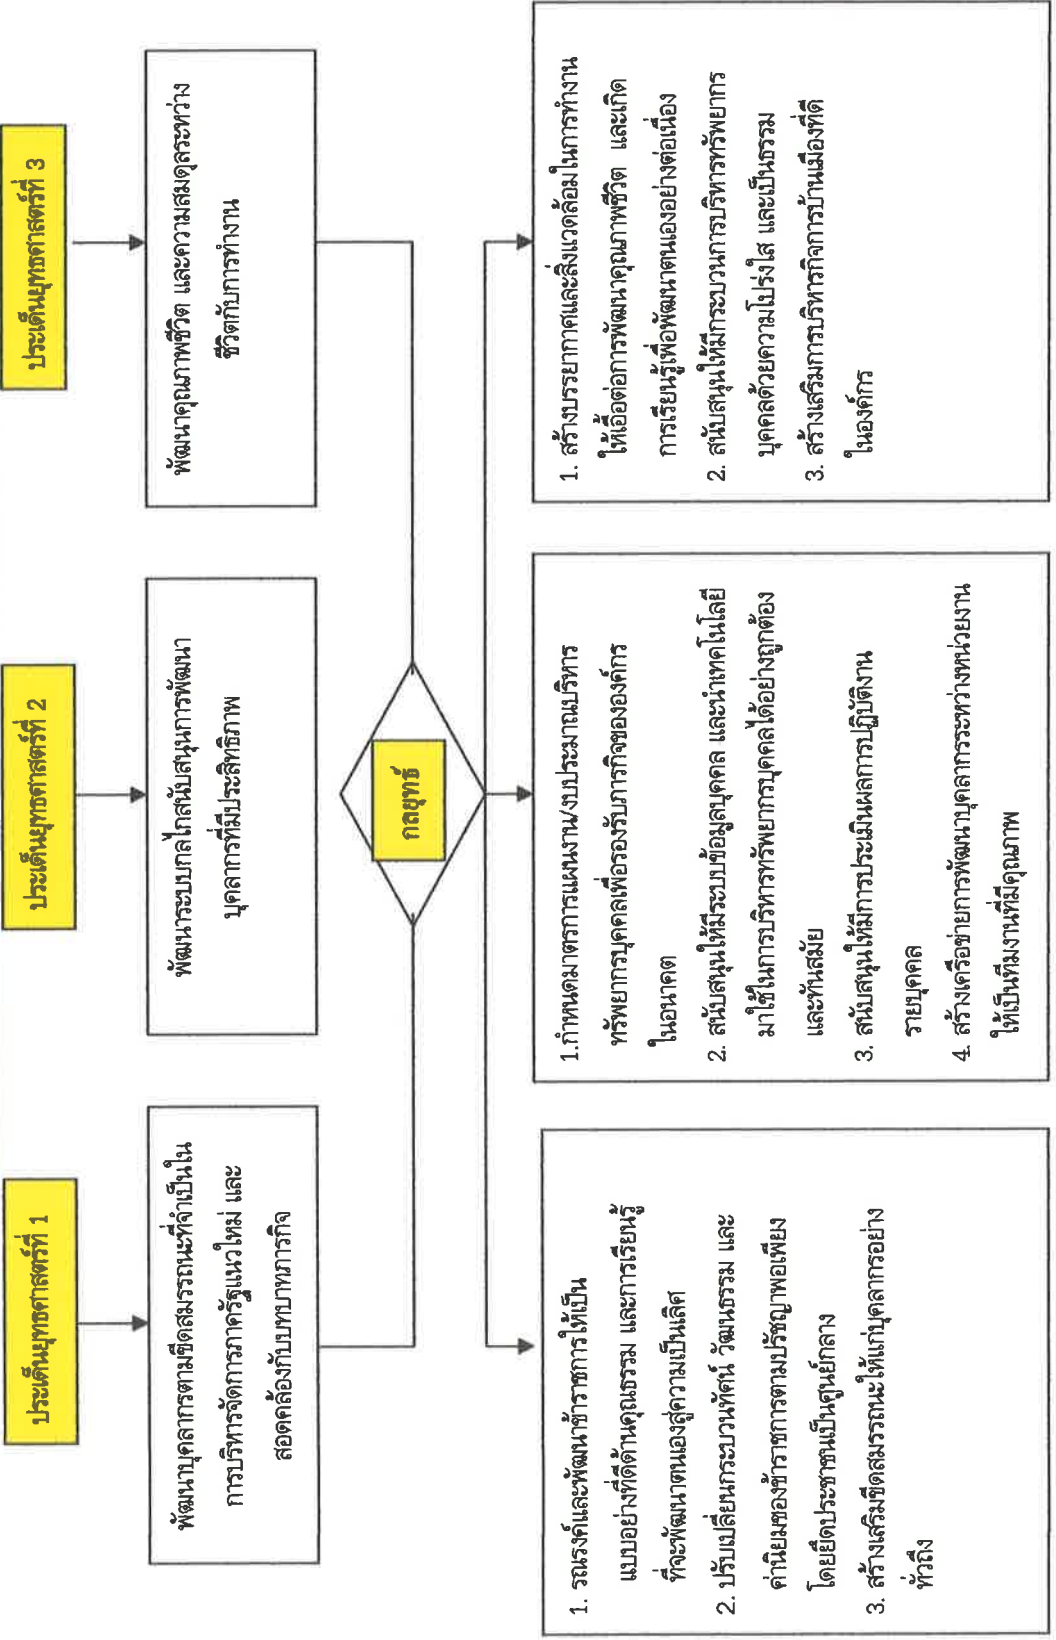 ประเด็นยุทธศาสตร์ที่ 1
ประเด็นยุทธศาสตร์ที่ 2
ประเด็นยุทธศาสตร์ที่ 3
พัฒนาบุคลากรตามขีดสมรรถนะที่จำเป็นใน
การบริหารจัดการภาครัฐแนวใหม่ และ
สอดคล้องกับบทบาทภารกิจ
พัฒนาระบบกลไกสนับสนุนการพัฒนา
บุคลากรที่มีประสิทธิภาพ
พัฒนาคุณภาพชีวิต และความสมดุลระหว่าง
ชีวิตกับการทำงาน
กลยุทธ์
1. รณรงค์และพัฒนาข้าราชการให้เป็น
แบบอย่างที่ดีด้านคุณธรรม และการเรียนรู้
ที่จะพัฒนาตนเองสู่ความเป็นเลิศ
2. ปรับเปลี่ยนกระบวนทัศน์ วัฒนธรรม และ
ค่านิยมของข้าราชการตามปรัชญาพอเพียง
โดยยึดประชาชนเป็นศูนย์กลาง
3. สร้างเสริมขีดสมรรถนะให้แก่บุคลากรอย่าง
ทั่วถึง
1.กำหนดมาตรการแผนงาน/งบประมาณบริหาร
ทรัพยากรบุคคลเพื่อรองรับภารกิจขององค์กร
ในอนาคต
2. สนับสนุนให้มีระบบข้อมูลบุคคล และนำเทคโนโลยี
มาใช้ในการบริหารทรัพยากรบุคคลได้อย่างถูกต้อง
และทันสมัย
3. สนับสนุนให้มีการประเมินผลการปฏิบัติงาน
รายบุคคล
4. สร้างเครือข่ายการพัฒนาบุคลากรระหว่างหน่วยงาน
ให้เป็นทีมงานที่มีคุณภาพ
1. สร้างบรรยากาศและสิ่งแวดล้อมในการทำงาน
ให้เอื้อต่อการพัฒนาคุณภาพชีวิต และเกิด
การเรียนรู้เพื่อพัฒนาตนเองอย่างต่อเนื่อง
2. สนับสนุนให้มีกระบวนการบริหารทรัพยากร
บุคคลด้วยความโปร่งใส และเป็นธรรม
3. สร้างเสริมการบริหารกิจการบ้านเมืองที่ดี
ในองค์กร